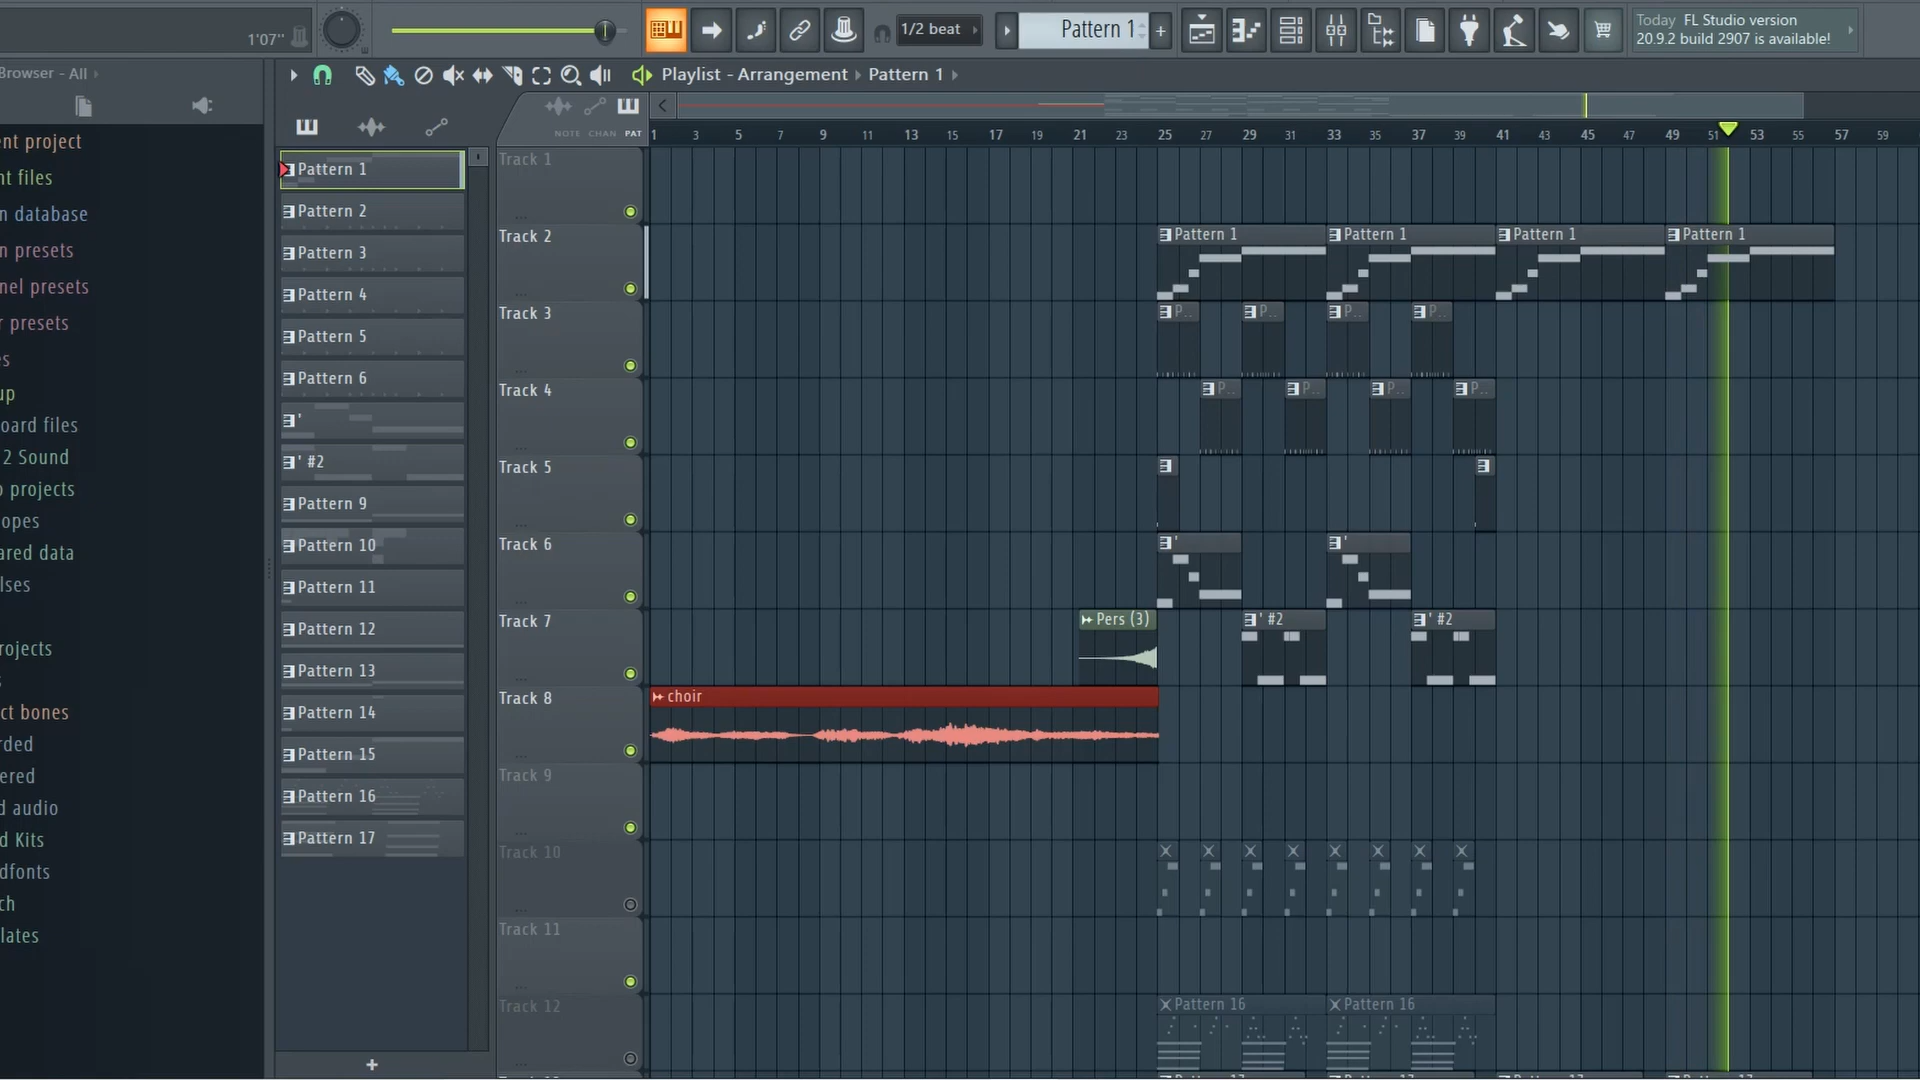 1'07"
1/2 beat
Pattern 1
+
Today FL Studio version
20.9.2 build 2907 is available!
Browser - All
Playlist - Arrangement › Pattern 1 ›
NOTE CHAN PAT
1 3 5 7 9 11 13 15 17 19 21 23 25 27 29 31 33 35 37 39 41 43 45 47 49 51 53 55 57 59
ent project
nt files
n database
n presets
nel presets
r presets
es
up
oard files
2 Sound
o projects
opes
ared data
lses
rojects
s
ct bones
rded
ered
d audio
d Kits
ndfonts
ch
lates
Pattern 1
Pattern 2
Pattern 3
Pattern 4
Pattern 5
Pattern 6
'
' #2
Pattern 9
Pattern 10
Pattern 11
Pattern 12
Pattern 13
Pattern 14
Pattern 15
Pattern 16
Pattern 17
+
Track 1
Track 2
Pattern 1 Pattern 1 Pattern 1 Pattern 1
Track 3
P.. P.. P.. P..
Track 4
P.. P.. P.. P..
Track 5
Track 6
' '
Track 7
Pers (3) ' #2 ' #2
Track 8
choir
Track 9
Track 10
Track 11
Track 12
Pattern 16 Pattern 16